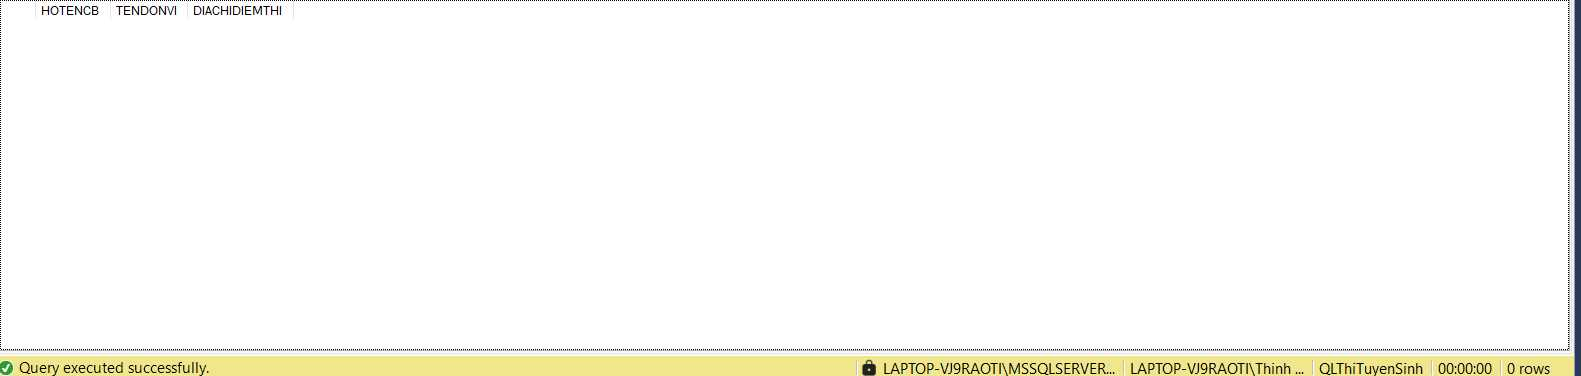 HOTENCB TENDONVI DIACHIDIEMTHI
Query executed successfully. LAPTOP-VJ9RAOTI\MSSQLSERVER... LAPTOP-VJ9RAOTI\Thinh ... QLThiTuyenSinh 00:00:00 0 rows